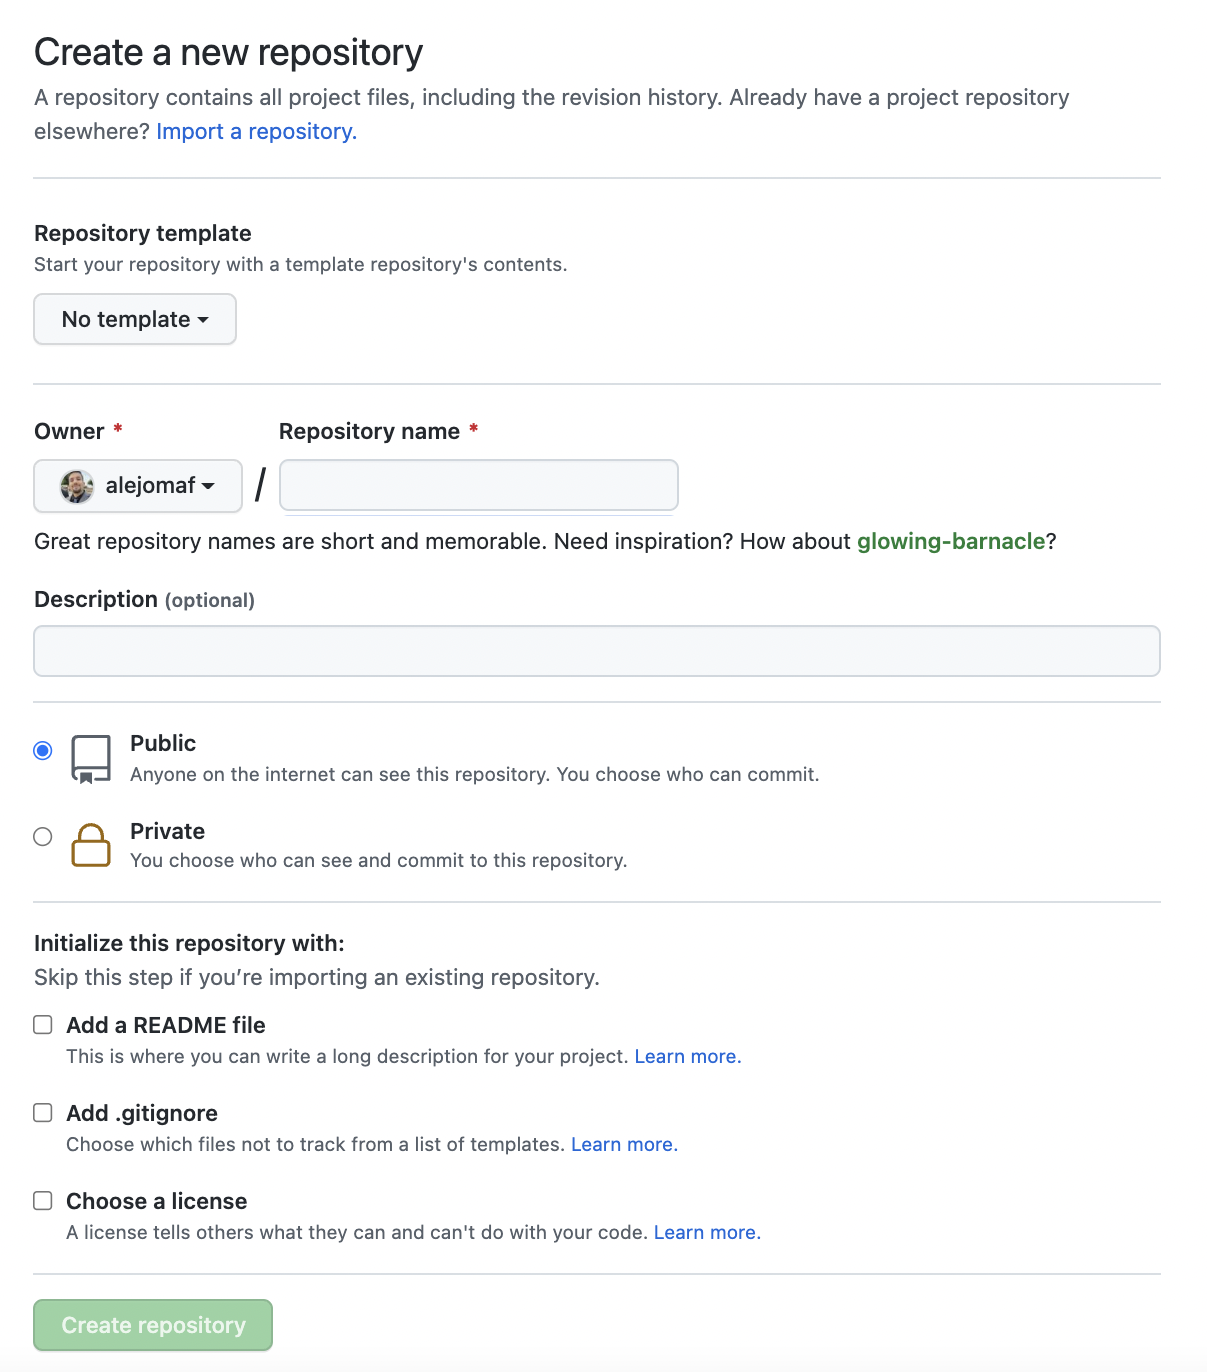 Create a new repository
A repository contains all project files, including the revision history. Already have a project repository
elsewhere? Import a repository.
Repository template
Start your repository with a template repository's contents.
No template
Owner * Repository name *
alejomaf /
Great repository names are short and memorable. Need inspiration? How about glowing-barnacle?
Description (optional)
Public
Anyone on the internet can see this repository. You choose who can commit.
Private
You choose who can see and commit to this repository.
Initialize this repository with:
Skip this step if you’re importing an existing repository.
Add a README file
This is where you can write a long description for your project. Learn more.
Add .gitignore
Choose which files not to track from a list of templates. Learn more.
Choose a license
A license tells others what they can and can't do with your code. Learn more.
Create repository